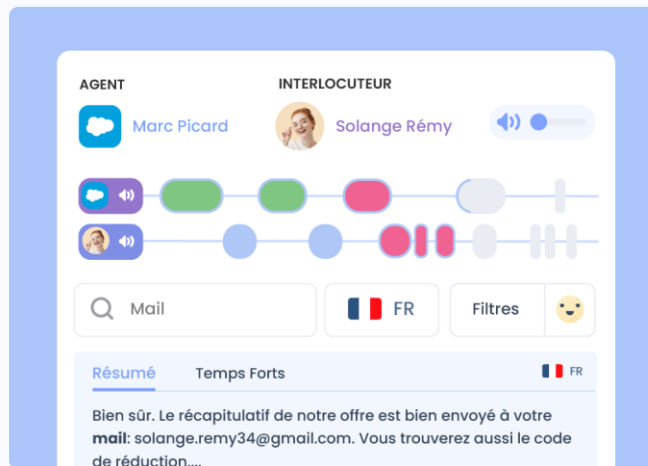 AGENT
INTERLOCUTEUR
Marc Picard
Solange Rémy
Mail
FR
Filtres
Résumé
Temps Forts
FR
Bien sûr. Le récapitulatif de notre offre est bien envoyé à votre
mail: solange.remy34@gmail.com. Vous trouverez aussi le code
de réduction....